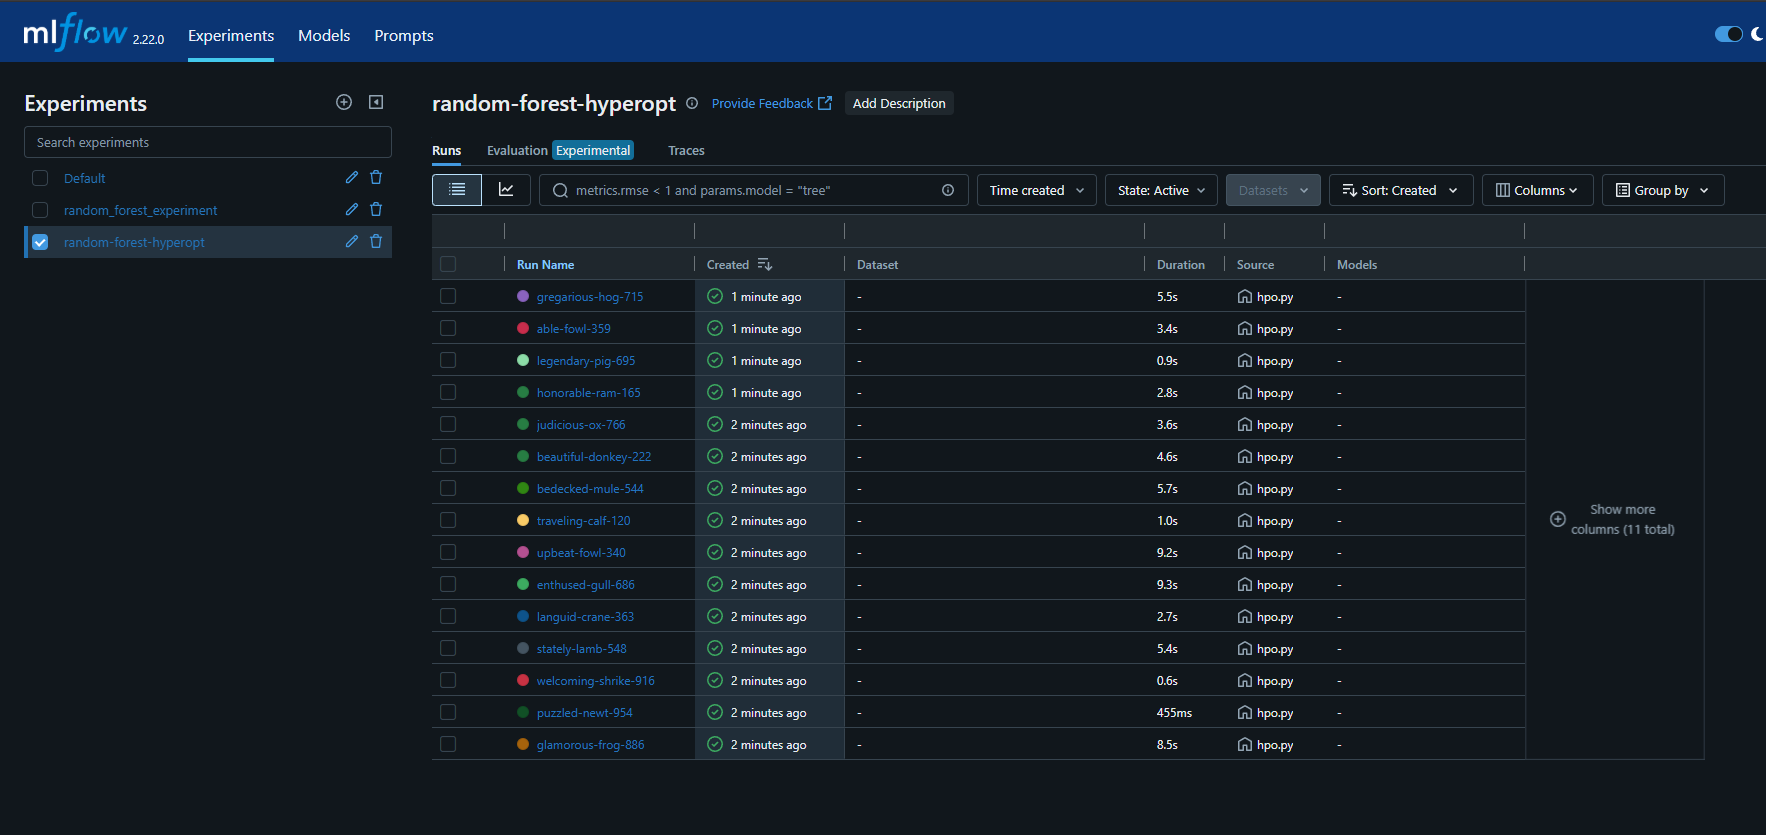 mlflow 2.22.0 Experiments Models Prompts
Experiments
Search experiments
Default
random_forest_experiment
random-forest-hyperopt
random-forest-hyperopt Provide Feedback Add Description
Runs Evaluation Experimental Traces
metrics.rmse < 1 and params.model = "tree" Time created State: Active Datasets Sort: Created Columns Group by
Run Name Created Dataset Duration Source Models
gregarious-hog-715 1 minute ago - 5.5s hpo.py -
able-fowl-359 1 minute ago - 3.4s hpo.py -
legendary-pig-695 1 minute ago - 0.9s hpo.py -
honorable-ram-165 1 minute ago - 2.8s hpo.py -
judicious-ox-766 2 minutes ago - 3.6s hpo.py -
beautiful-donkey-222 2 minutes ago - 4.6s hpo.py -
bedecked-mule-544 2 minutes ago - 5.7s hpo.py -
traveling-calf-120 2 minutes ago - 1.0s hpo.py -
upbeat-fowl-340 2 minutes ago - 9.2s hpo.py -
enthused-gull-686 2 minutes ago - 9.3s hpo.py -
languid-crane-363 2 minutes ago - 2.7s hpo.py -
stately-lamb-548 2 minutes ago - 5.4s hpo.py -
welcoming-shrike-916 2 minutes ago - 0.6s hpo.py -
puzzled-newt-954 2 minutes ago - 455ms hpo.py -
glamorous-frog-886 2 minutes ago - 8.5s hpo.py -
Show more
columns (11 total)